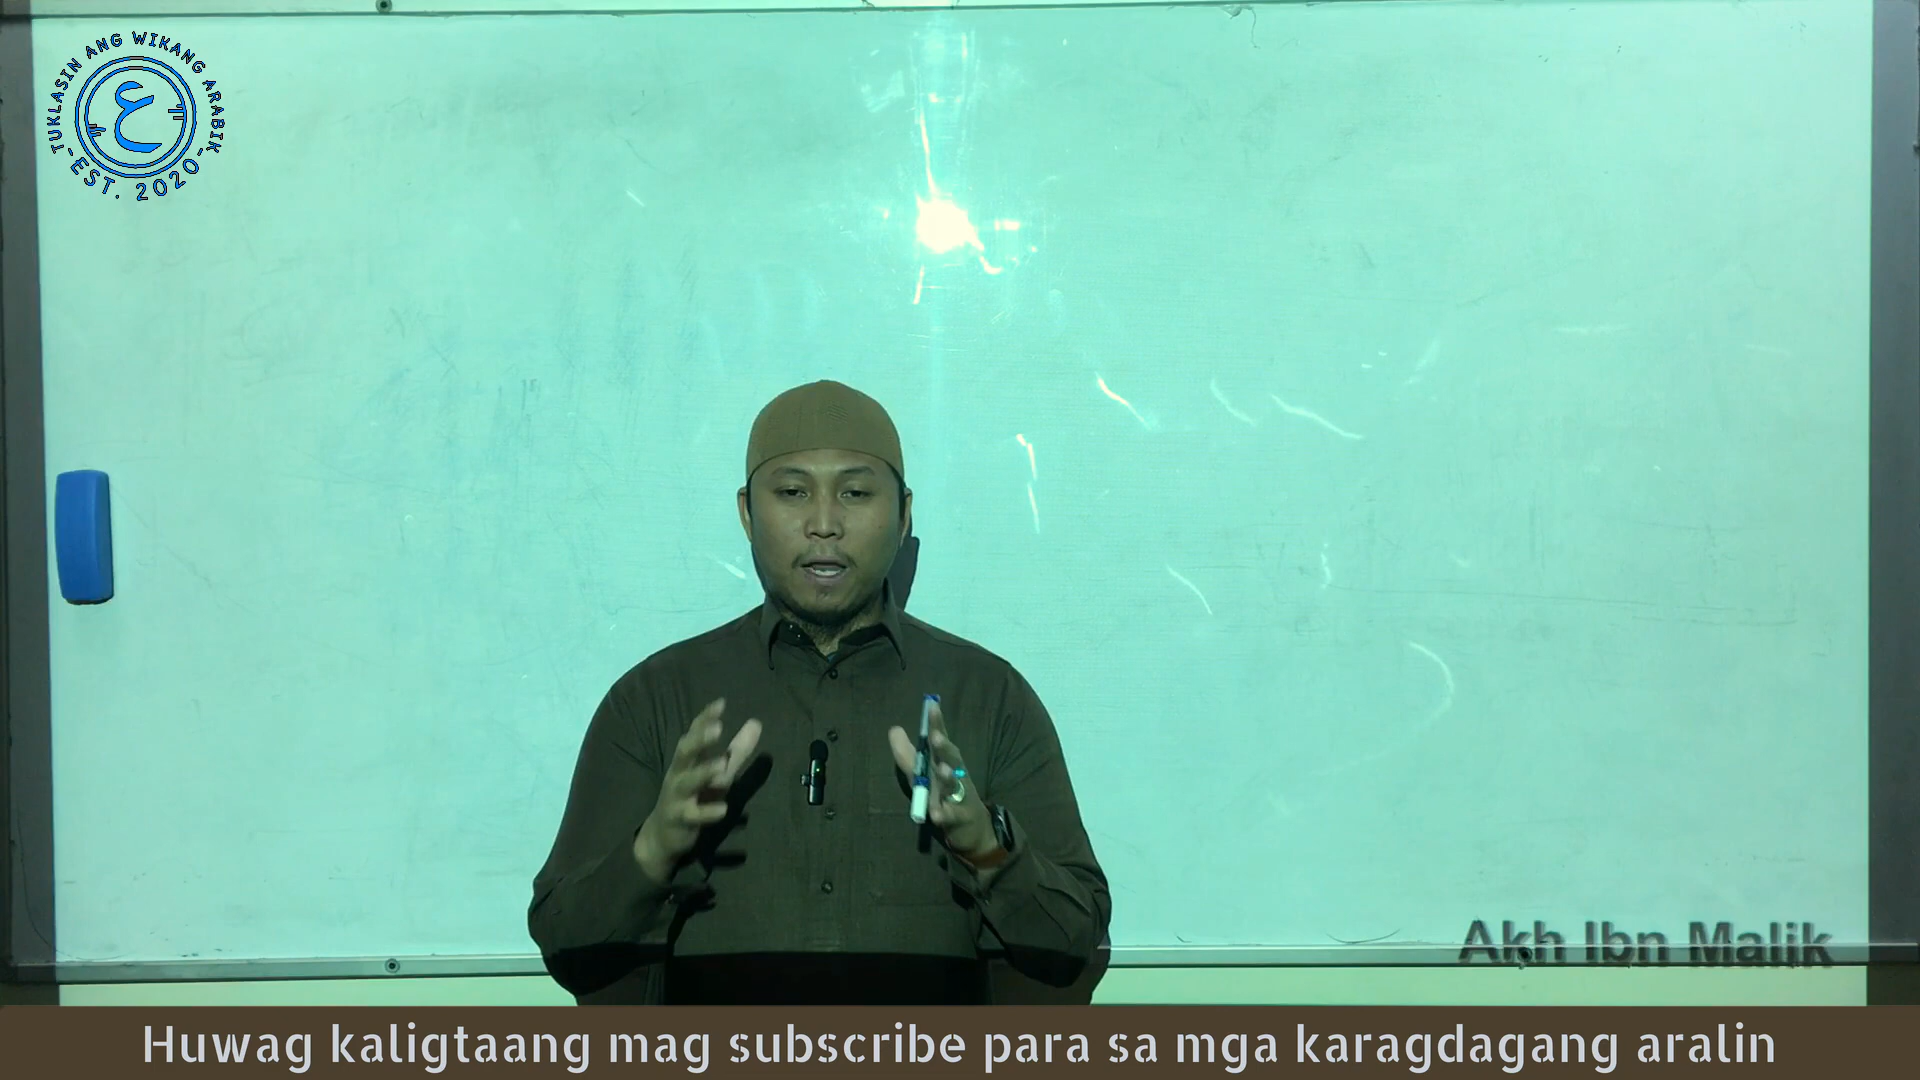 TUKLASIN ANG WIKANG ARABIK
ع
-EST. 2020-
Akh Ibn Malik
Huwag kaligtaang mag subscribe para sa mga karagdagang aralin